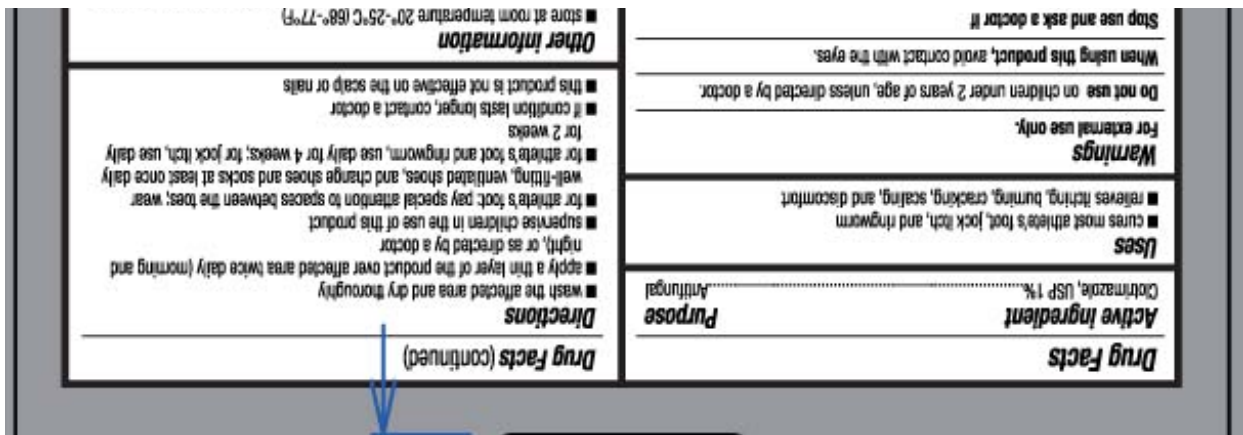 Drug Facts
Active Ingredient Purpose
Clotrimazole, USP 1%..........................................................Antifungal
Uses
■ cures most athlete's foot, jock itch, and ringworm
■ relieves itching, burning, cracking, scaling, and discomfort
Warnings
For external use only.
Do not use on children under 2 years of age, unless directed by a doctor.
When using this product, avoid contact with the eyes.
Stop use and ask a doctor if
Drug Facts (continued)
Directions
■ wash the affected area and dry thoroughly
■ apply a thin layer of the product over affected area twice daily (morning and
night), or as directed by a doctor
■ supervise children in the use of this product
■ for athlete's foot: pay special attention to spaces between the toes; wear
well-fitting, ventilated shoes, and change shoes and socks at least once daily
■ for athlete's foot and ringworm, use daily for 4 weeks; for jock itch, use daily
for 2 weeks
■ if condition lasts longer, contact a doctor
■ this product is not effective on the scalp or nails
Other information
■ store at room temperature 20°-25°C (68°-77°F)